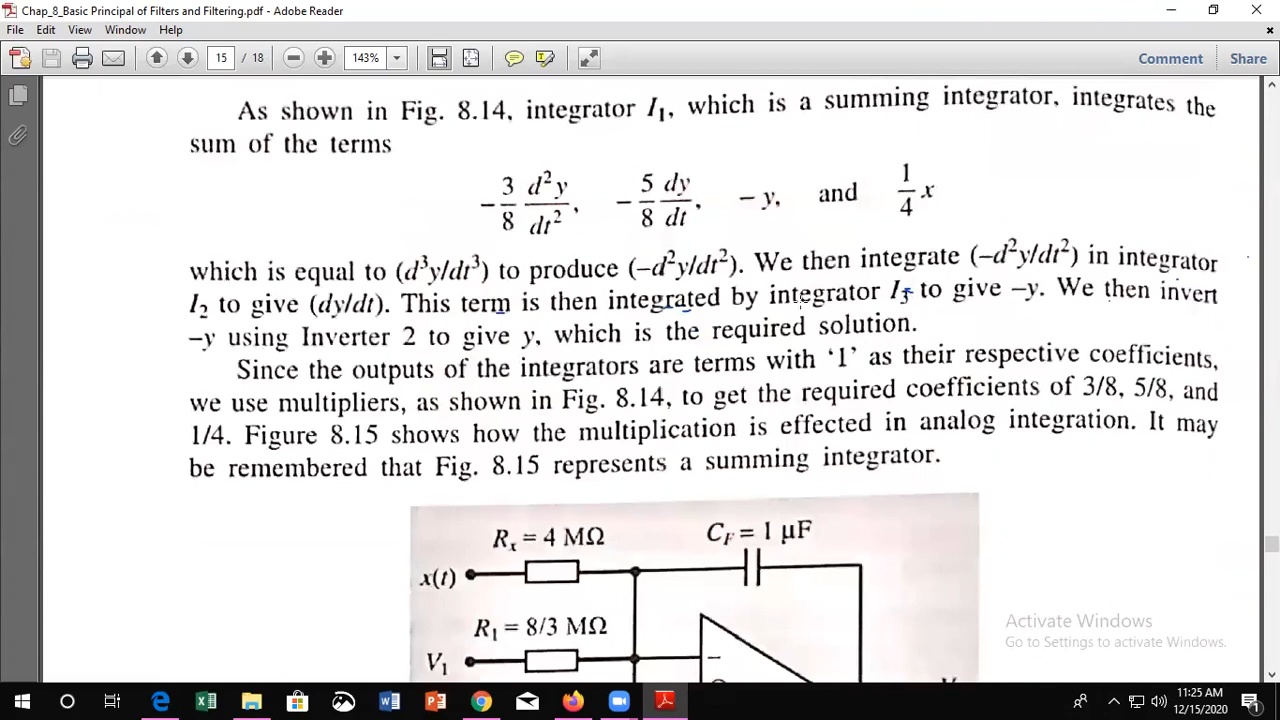 Chap_8_Basic Principal of Filters and Filtering.pdf - Adobe Reader
File Edit View Window Help
15 / 18 143% Comment Share
As shown in Fig. 8.14, integrator I₁, which is a summing integrator, integrates the
sum of the terms
−3/8 d²y/dt², −5/8 dy/dt, − y, and 1/4 x
which is equal to (d³y/dt³) to produce (−d²y/dt²). We then integrate (−d²y/dt²) in integrator
I₂ to give (dy/dt). This term is then integrated by integrator I₃ to give −y. We then invert
−y using Inverter 2 to give y, which is the required solution.
Since the outputs of the integrators are terms with ‘1’ as their respective coefficients,
we use multipliers, as shown in Fig. 8.14, to get the required coefficients of 3/8, 5/8, and
1/4. Figure 8.15 shows how the multiplication is effected in analog integration. It may
be remembered that Fig. 8.15 represents a summing integrator.
Rₓ = 4 MΩ
C_F = 1 μF
x(t)
R₁ = 8/3 MΩ
V₁
−
Activate Windows
Go to Settings to activate Windows.
11:25 AM
12/15/2020